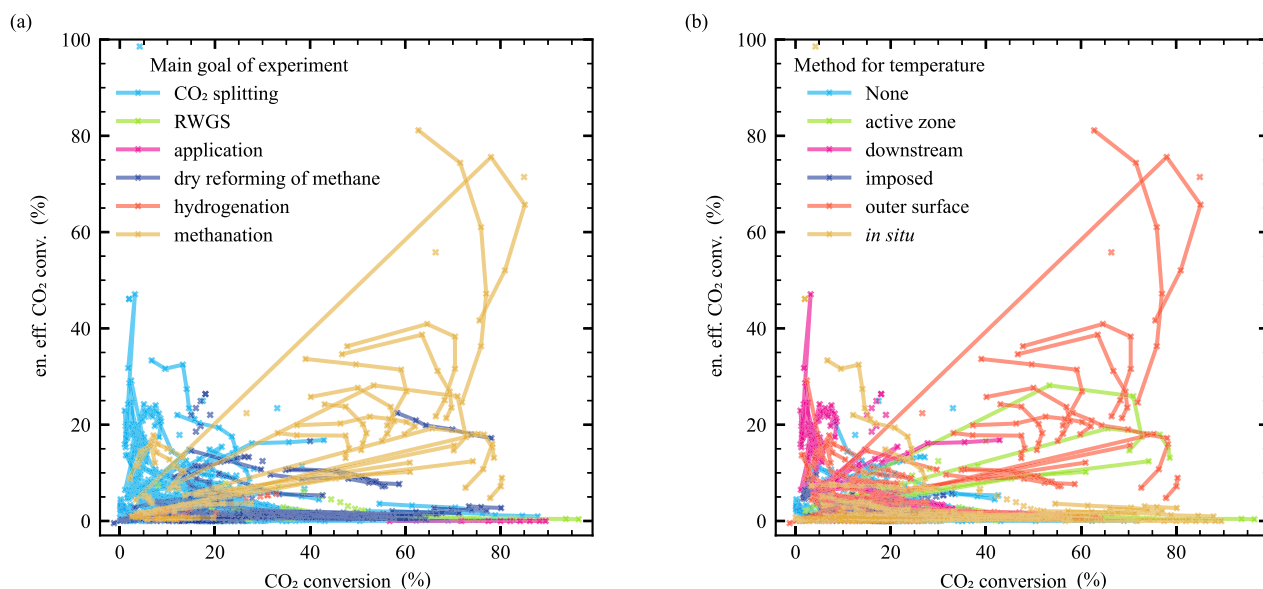 (a)
100
80
60
40
20
0
en. eff. CO₂ conv. (%)
Main goal of experiment
CO₂ splitting
RWGS
application
dry reforming of methane
hydrogenation
methanation
0 20 40 60 80
CO₂ conversion (%)
(b)
100
80
60
40
20
0
en. eff. CO₂ conv. (%)
Method for temperature
None
active zone
downstream
imposed
outer surface
in situ
0 20 40 60 80
CO₂ conversion (%)